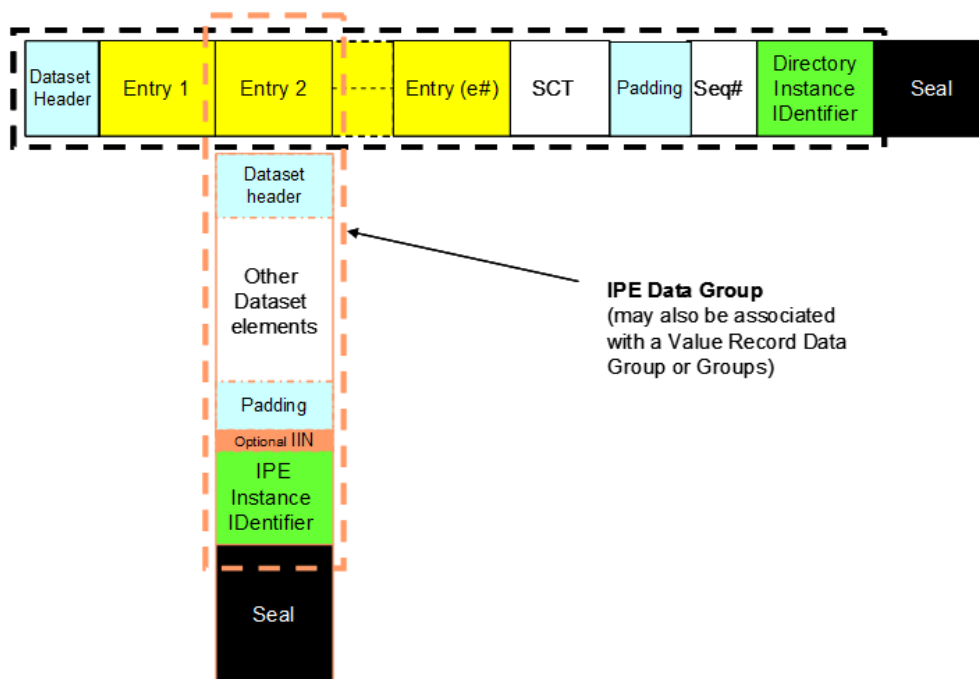 Dataset
Header
Entry 1
Entry 2
Entry (e#)
SCT
Padding
Seq#
Directory
Instance
IDentifier
Seal
Dataset
header
Other
Dataset
elements
Padding
Optional IIN
IPE
Instance
IDentifier
Seal
IPE Data Group
(may also be associated
with a Value Record Data
Group or Groups)